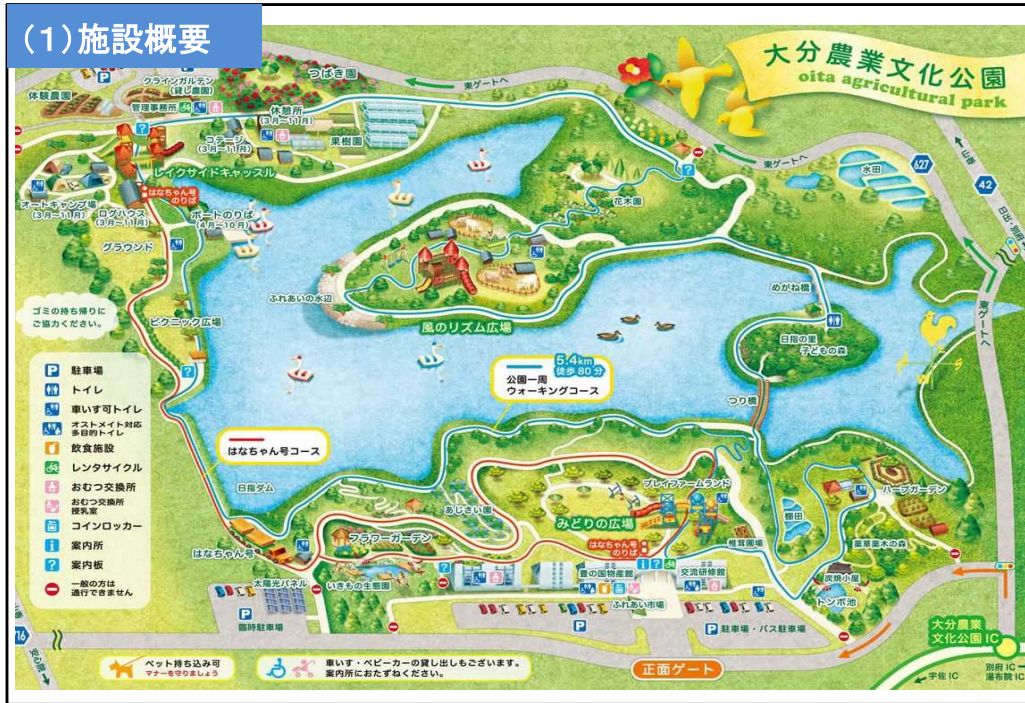 (1)施設概要
大分農業文化公園
oita agricultural park
P
体験農園
クラインガルテン
(貸し農園)
つばき園
東ゲートへ
管理事務所
休憩所
(3月～11月)
コテージ
(3月～11月)
果樹園
レイクサイドキャッスル
はなちゃん号
のりば
オートキャンプ場
(3月～11月)
ログハウス
(3月～11月)
ボートのりば
(4月～10月)
グラウンド
花木園
東ゲートへ
水田
627
42
山香
日出・別府
東ゲートへ
ふれあいの水辺
風のリズム広場
めがね橋
日指の里
子どもの森
つり橋
ゴミの持ち帰りに
ご協力ください。
ピクニック広場
P 駐車場
トイレ
車いす可トイレ
オストメイト対応
多目的トイレ
飲食施設
レンタサイクル
おむつ交換所
おむつ交換所
授乳室
コインロッカー
i 案内所
? 案内板
一般の方は
通行できません
5.4km
徒歩80分
公園一周
ウォーキングコース
はなちゃん号コース
日指ダム
はなちゃん号
あじさい園
フラワーガーデン
いきもの生態園
プレイファームランド
みどりの広場
はなちゃん号
のりば
椎茸圃場
棚田
ハーブガーデン
薬草薬木の森
炭焼小屋
トンボ池
太陽光パネル
P
臨時駐車場
豊の国物産館
交流研修館
ふれあい市場
P
P 駐車場・バス駐車場
正面ゲート
大分農業
文化公園IC
別府IC
湯布院IC
宇佐IC
716
安心院
ペット持ち込み可
マナーを守りましょう
車いす・ベビーカーの貸し出しもございます。
案内所におたずねください。